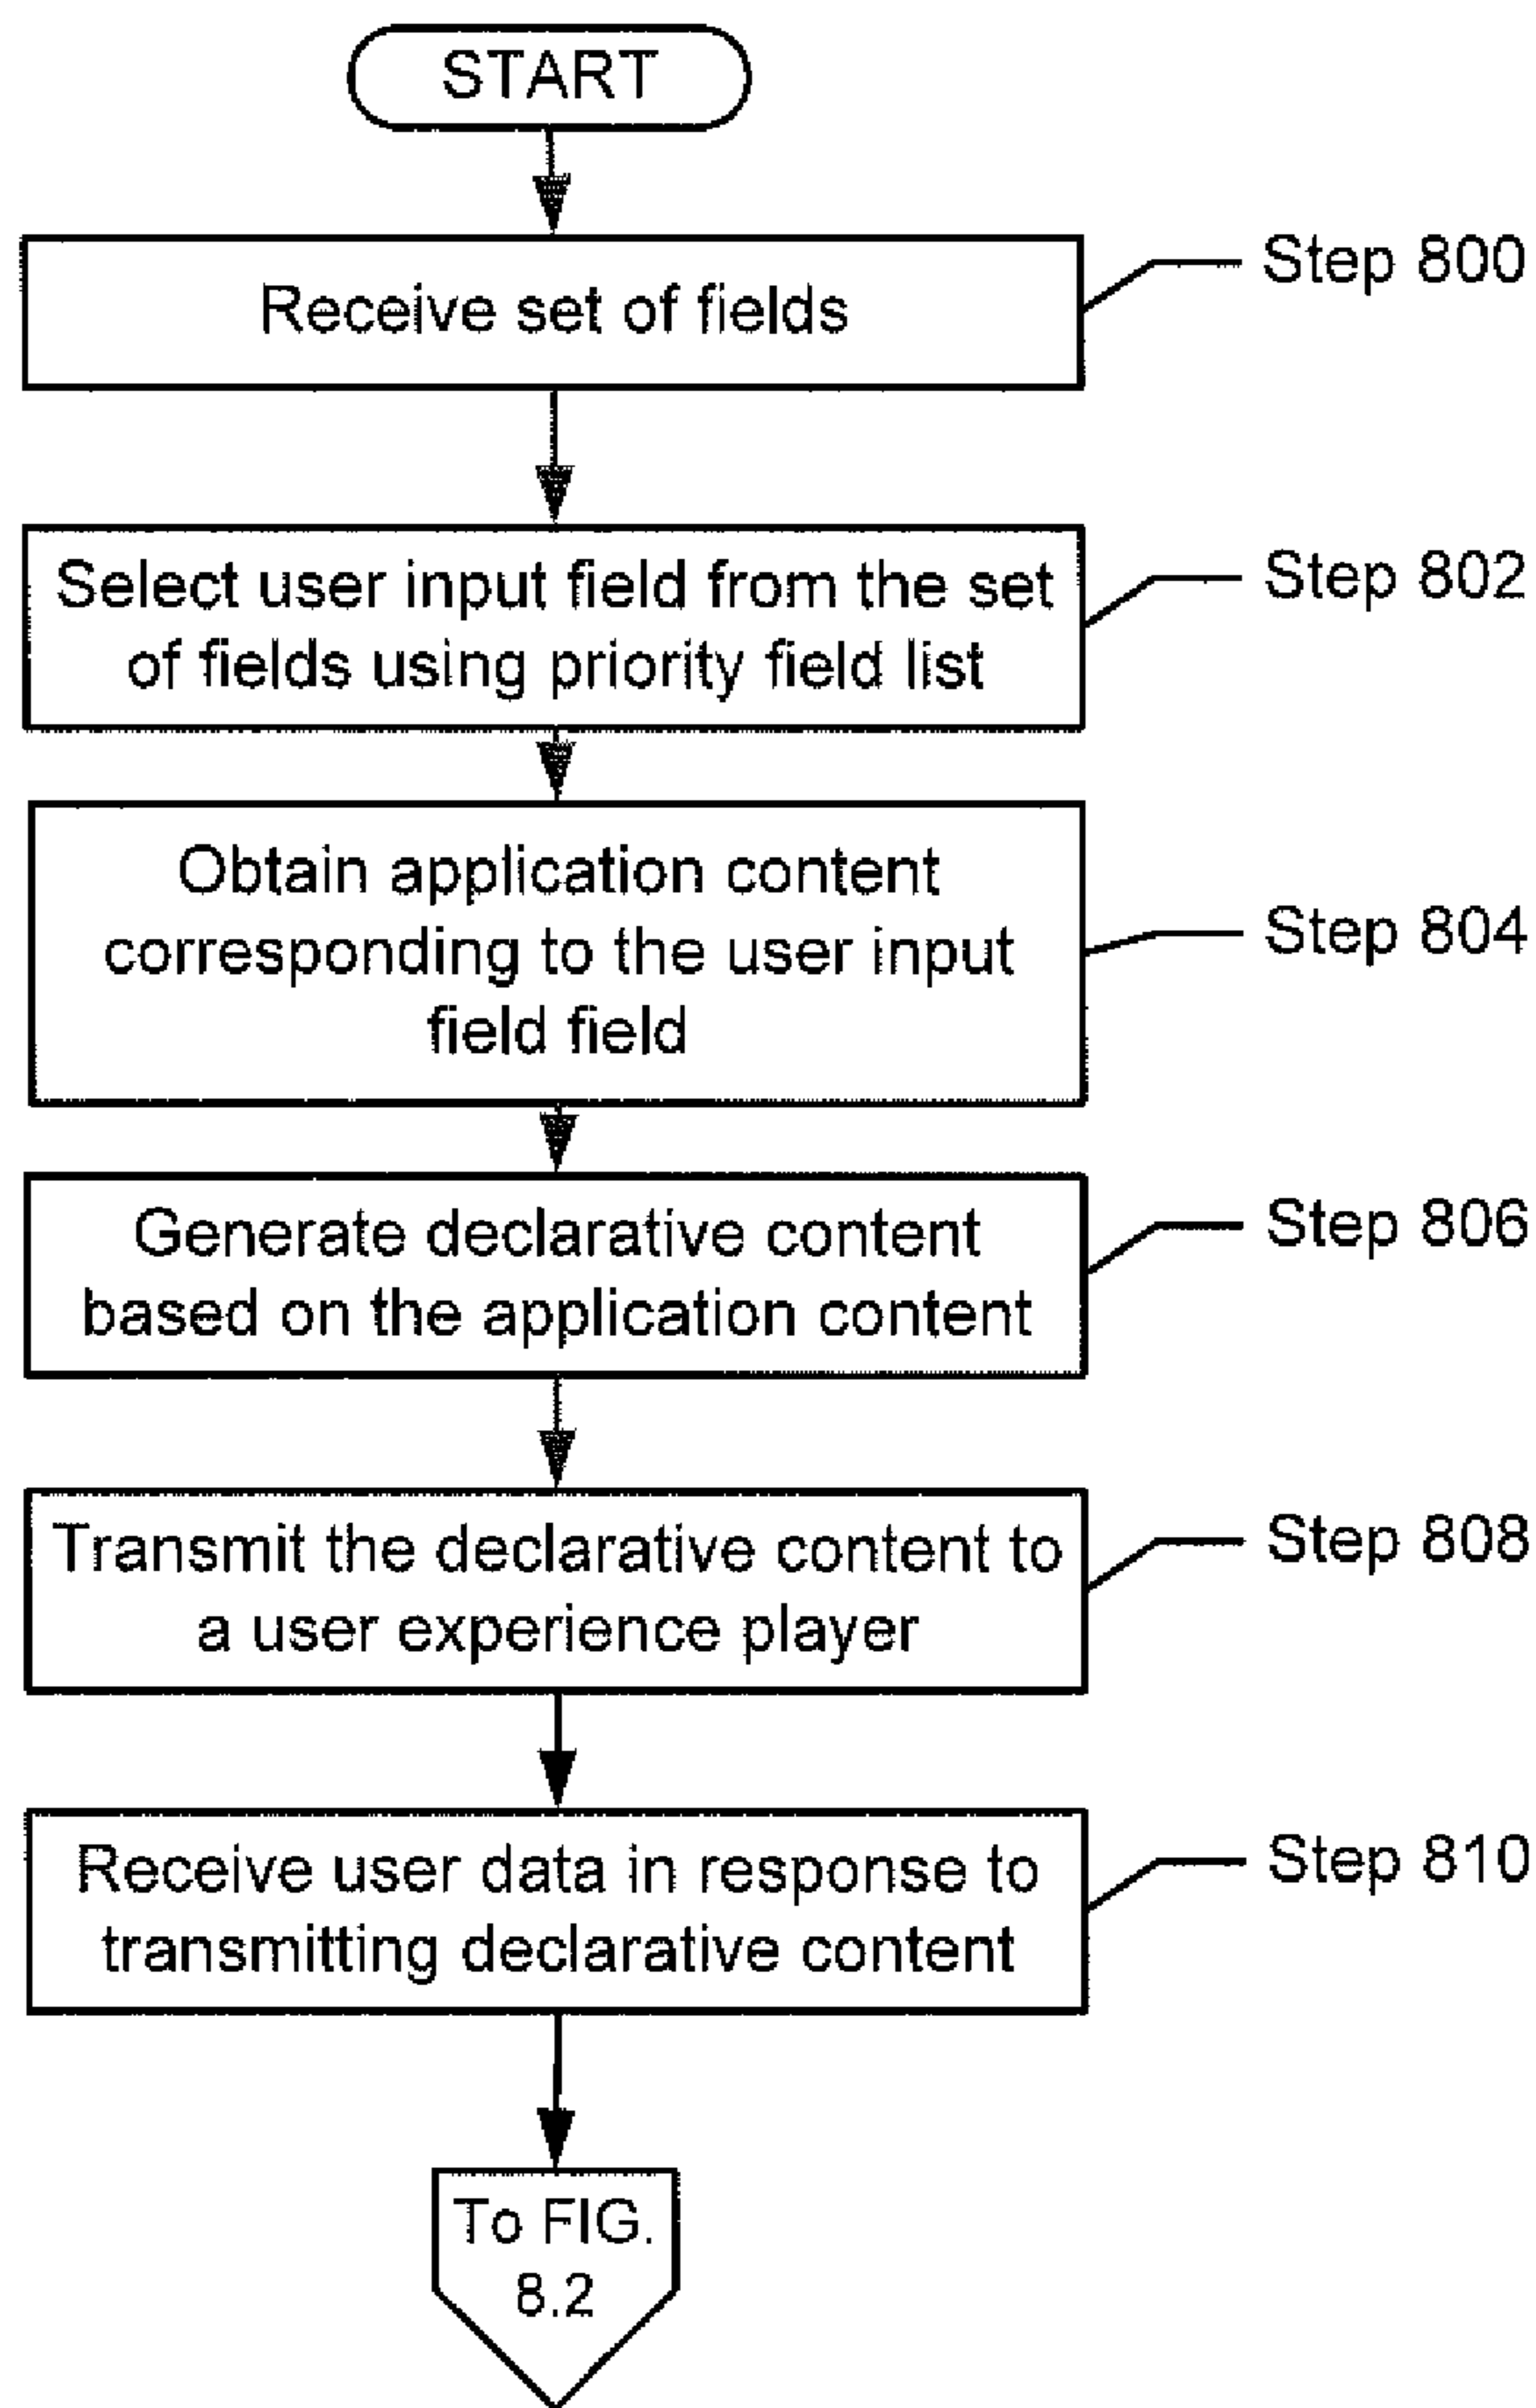 START
Receive set of fields
Step 800
Select user input field from the set
of fields using priority field list
Step 802
Obtain application content
corresponding to the user input
field field
Step 804
Generate declarative content
based on the application content
Step 806
Transmit the declarative content to
a user experience player
Step 808
Receive user data in response to
transmitting declarative content
Step 810
To FIG.
8.2